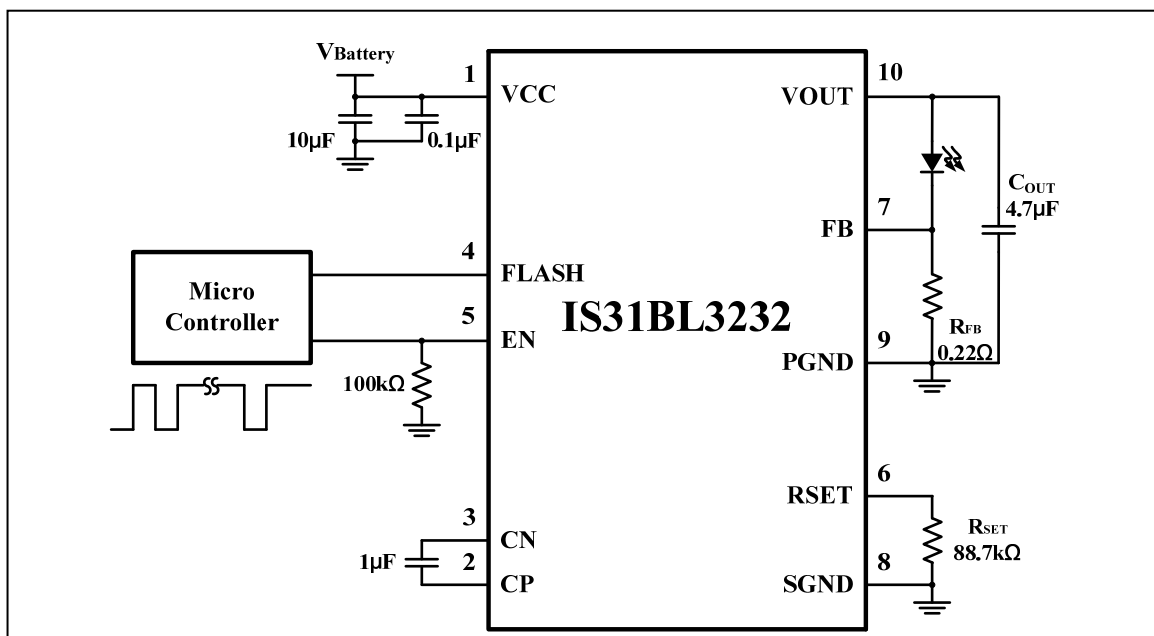 VBattery
1
VCC
10µF
0.1µF
10
VOUT
COUT
4.7µF
7
FB
4
FLASH
Micro
Controller
IS31BL3232
5
EN
RFB
0.22Ω
9
PGND
100kΩ
6
RSET
RSET
88.7kΩ
3
CN
1µF
2
CP
8
SGND